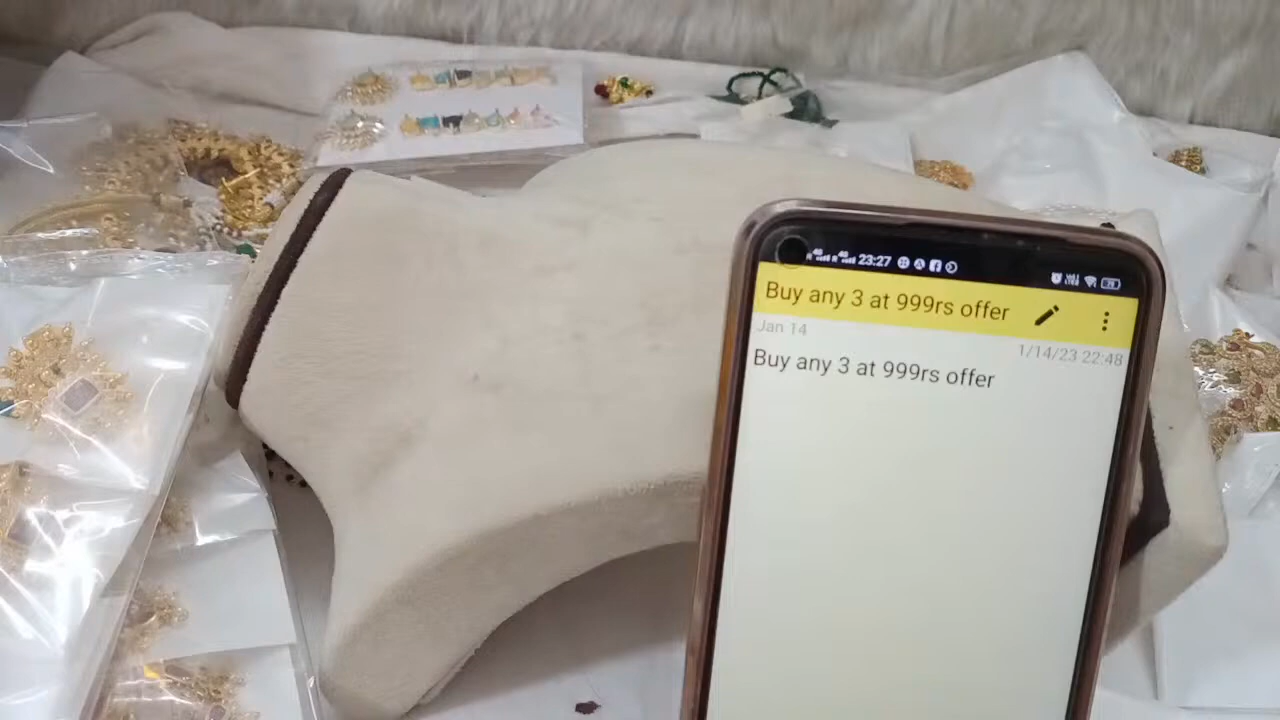 23:27
Buy any 3 at 999rs offer
Jan 14
1/14/23 22:48
Buy any 3 at 999rs offer